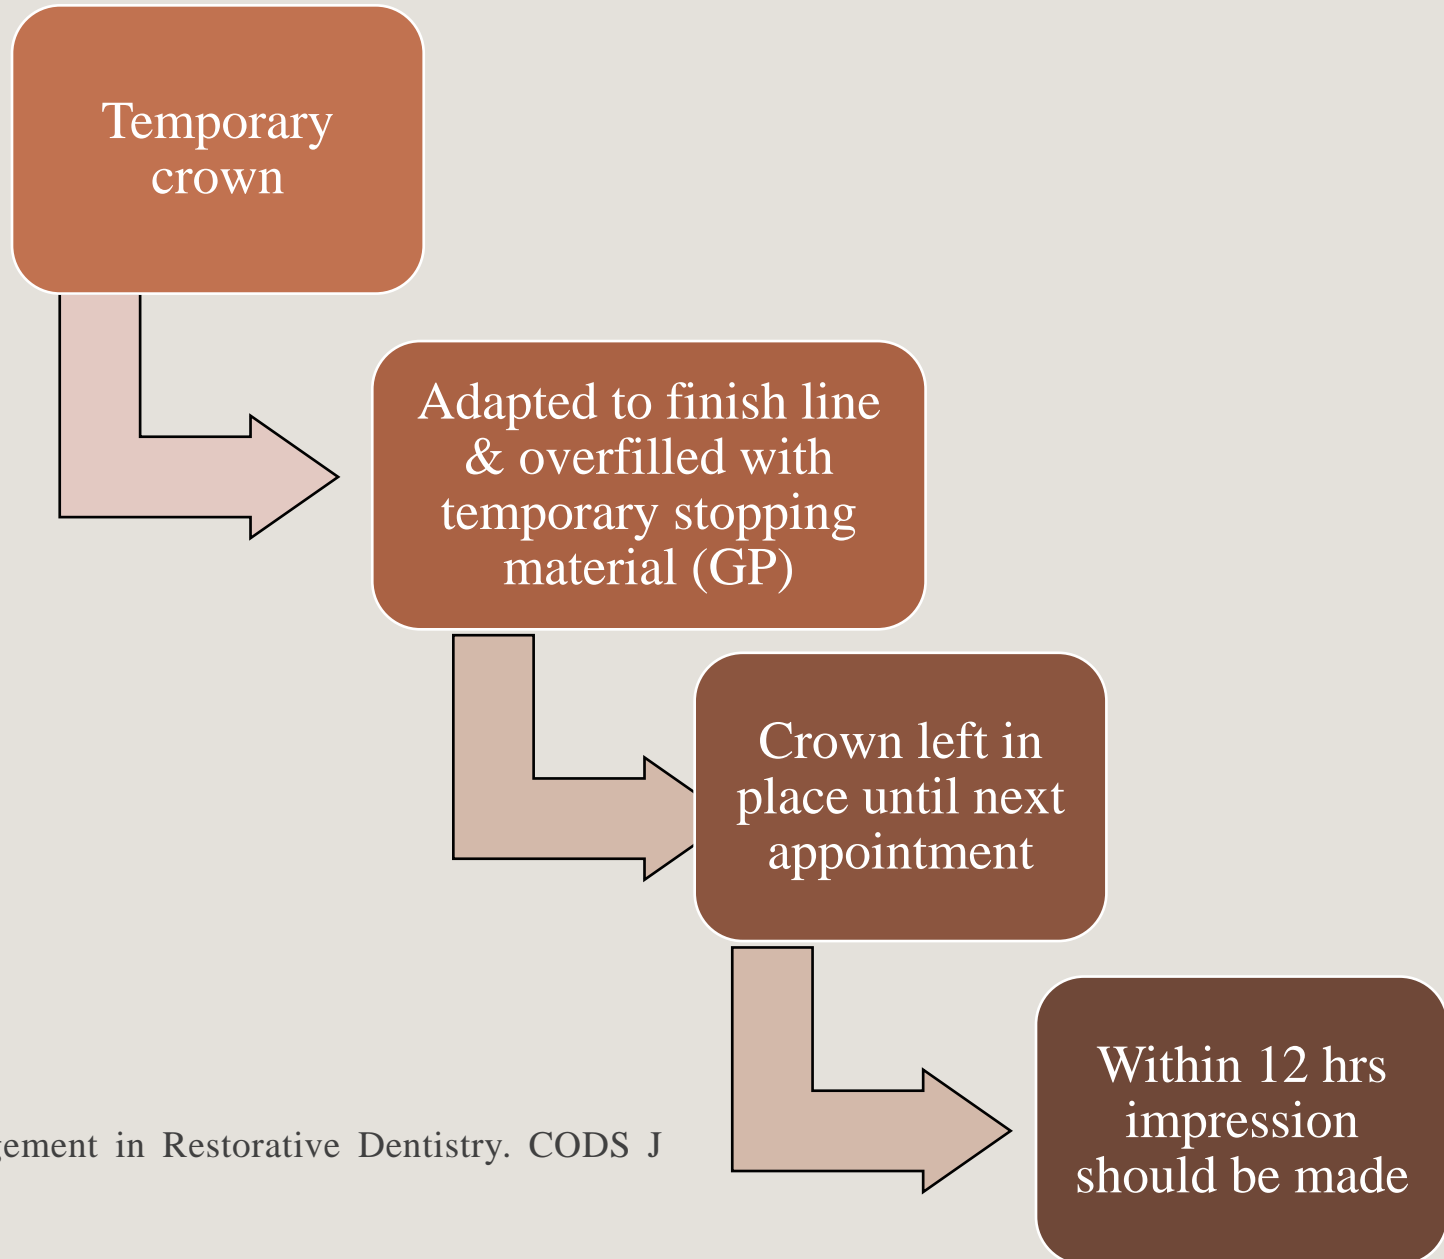 Temporary
crown
Adapted to finish line
& overfilled with
temporary stopping
material (GP)
Crown left in
place until next
appointment
Within 12 hrs
impression
should be made
in Restorative Dentistry. CODS J